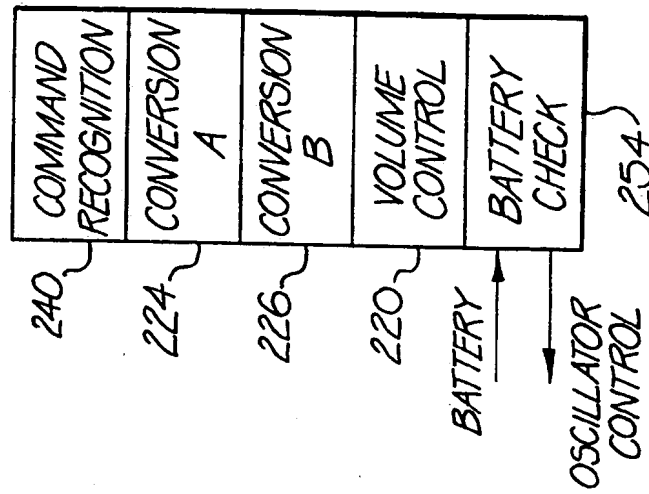 240
COMMAND
RECOGNITION
224
CONVERSION
A
226
CONVERSION
B
220
VOLUME
CONTROL
BATTERY
BATTERY
CHECK
OSCILLATOR
CONTROL
254